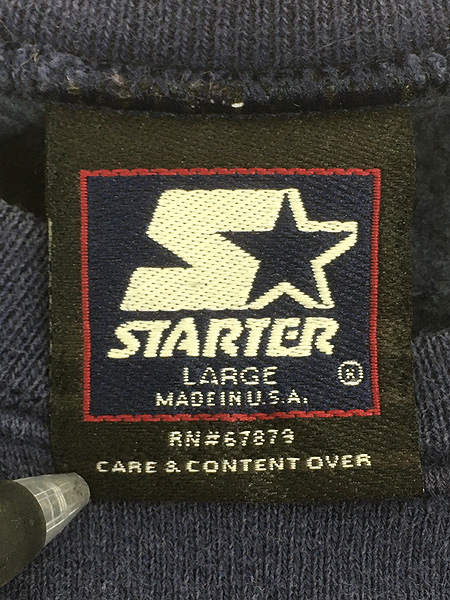 STARTER
LARGE ®
MADE IN U.S.A.
RN#67879
CARE & CONTENT OVER